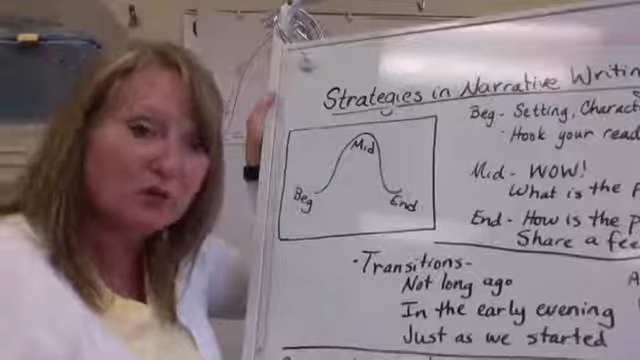 Strategies in Narrative
Beg - Setting,
Hook your
Mid
Beg
End
Mid - WOW!
What is the
End - How is the
Share a
Transitions-
Not long ago
In the early evening
Just as we started